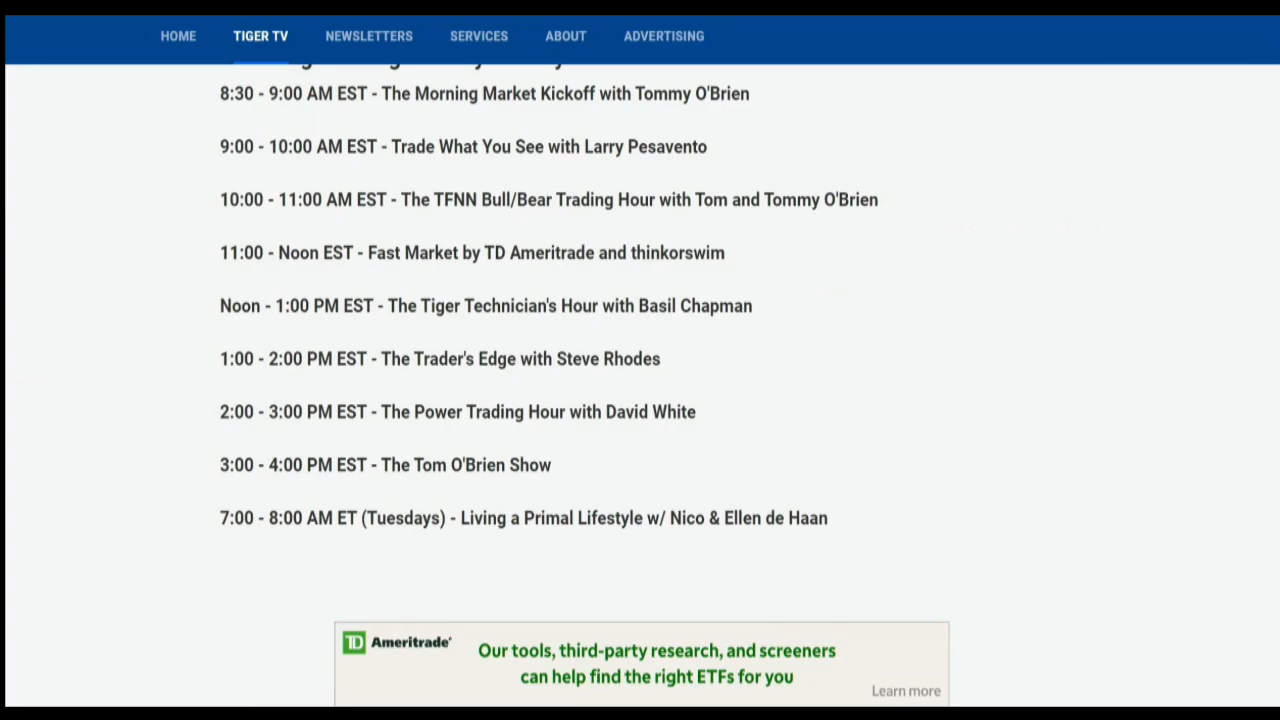 HOME TIGER TV NEWSLETTERS SERVICES ABOUT ADVERTISING
8:30 - 9:00 AM EST - The Morning Market Kickoff with Tommy O'Brien
9:00 - 10:00 AM EST - Trade What You See with Larry Pesavento
10:00 - 11:00 AM EST - The TFNN Bull/Bear Trading Hour with Tom and Tommy O'Brien
11:00 - Noon EST - Fast Market by TD Ameritrade and thinkorswim
Noon - 1:00 PM EST - The Tiger Technician's Hour with Basil Chapman
1:00 - 2:00 PM EST - The Trader's Edge with Steve Rhodes
2:00 - 3:00 PM EST - The Power Trading Hour with David White
3:00 - 4:00 PM EST - The Tom O'Brien Show
7:00 - 8:00 AM ET (Tuesdays) - Living a Primal Lifestyle w/ Nico & Ellen de Haan
TD Ameritrade
Our tools, third-party research, and screeners
can help find the right ETFs for you
Learn more